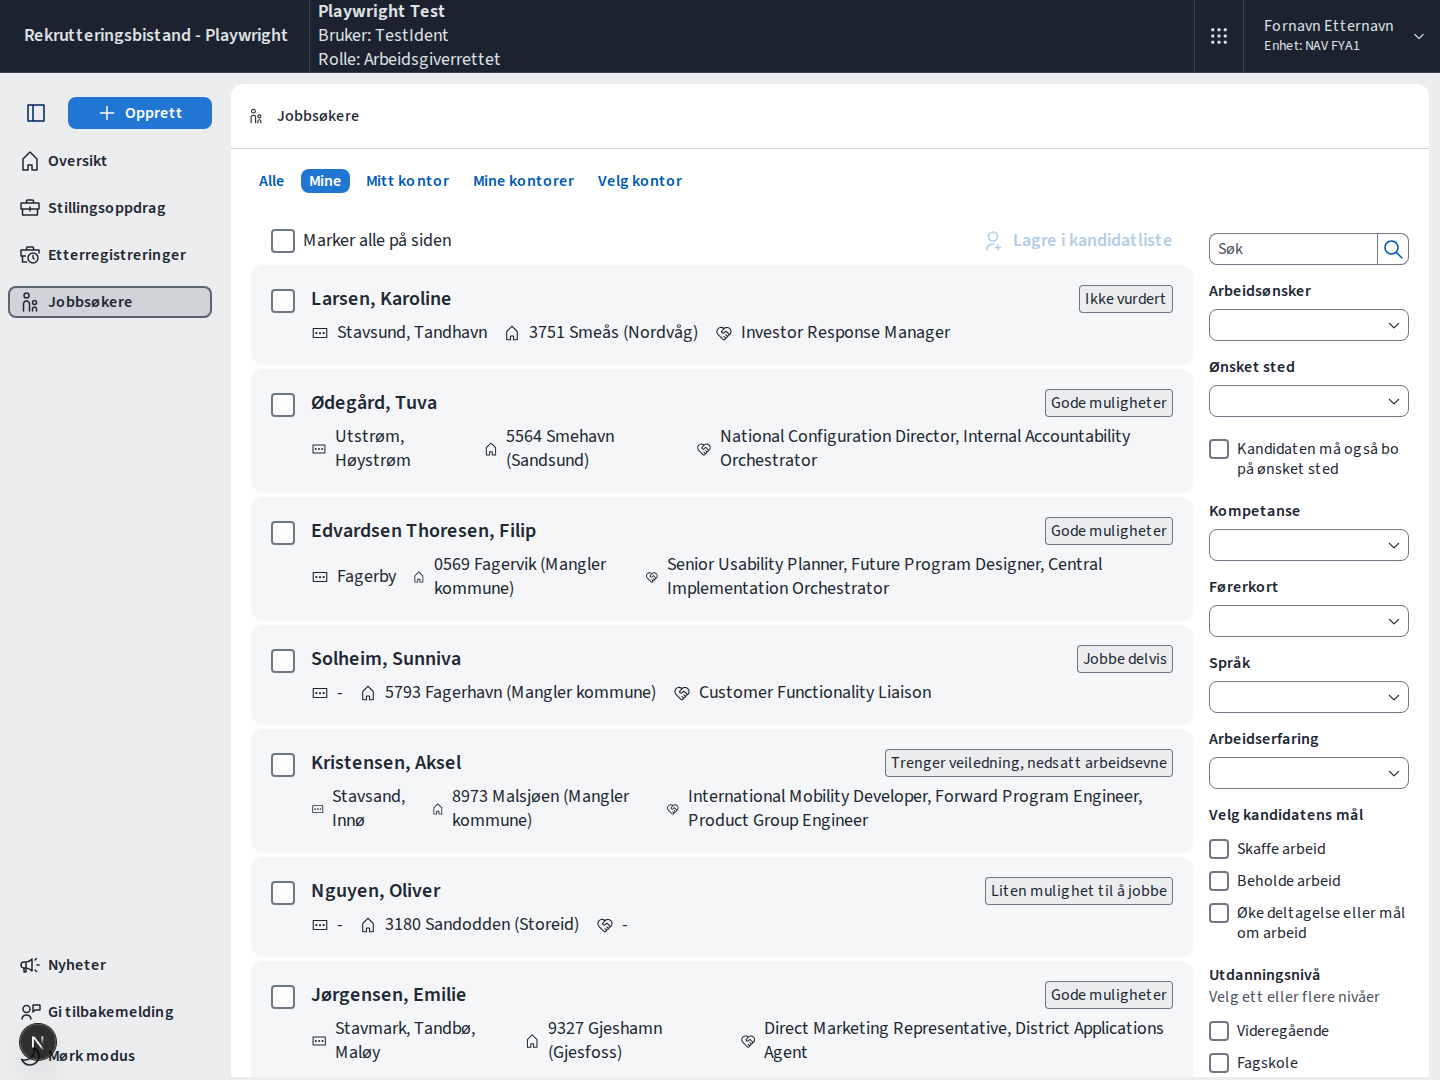 Rekrutteringsbistand - Playwright
Playwright Test
Bruker: TestIdent
Rolle: Arbeidsgiverrettet
Fornavn Etternavn
Enhet: NAV FYA1
Opprett
Oversikt
Stillingsoppdrag
Etterregistreringer
Jobbsøkere
Nyheter
Gi tilbakemelding
N
Mørk modus
Jobbsøkere
Alle
Mine
Mitt kontor
Mine kontorer
Velg kontor
Marker alle på siden
Lagre i kandidatliste
Larsen, Karoline
Ikke vurdert
Stavsund, Tandhavn
3751 Smeås (Nordvåg)
Investor Response Manager
Ødegård, Tuva
Gode muligheter
Utstrøm,
Høystrøm
5564 Smehavn
(Sandsund)
National Configuration Director, Internal Accountability
Orchestrator
Edvardsen Thoresen, Filip
Gode muligheter
Fagerby
0569 Fagervik (Mangler
kommune)
Senior Usability Planner, Future Program Designer, Central
Implementation Orchestrator
Solheim, Sunniva
Jobbe delvis
-
5793 Fagerhavn (Mangler kommune)
Customer Functionality Liaison
Kristensen, Aksel
Trenger veiledning, nedsatt arbeidsevne
Stavsand,
Innø
8973 Malsjøen (Mangler
kommune)
International Mobility Developer, Forward Program Engineer,
Product Group Engineer
Nguyen, Oliver
Liten mulighet til å jobbe
-
3180 Sandodden (Storeid)
-
Jørgensen, Emilie
Gode muligheter
Stavmark, Tandbø,
Maløy
9327 Gjeshamn
(Gjesfoss)
Direct Marketing Representative, District Applications
Agent
Søk
Arbeidsønsker
Ønsket sted
Kandidaten må også bo
på ønsket sted
Kompetanse
Førerkort
Språk
Arbeidserfaring
Velg kandidatens mål
Skaffe arbeid
Beholde arbeid
Øke deltagelse eller mål
om arbeid
Utdanningsnivå
Velg ett eller flere nivåer
Videregående
Fagskole